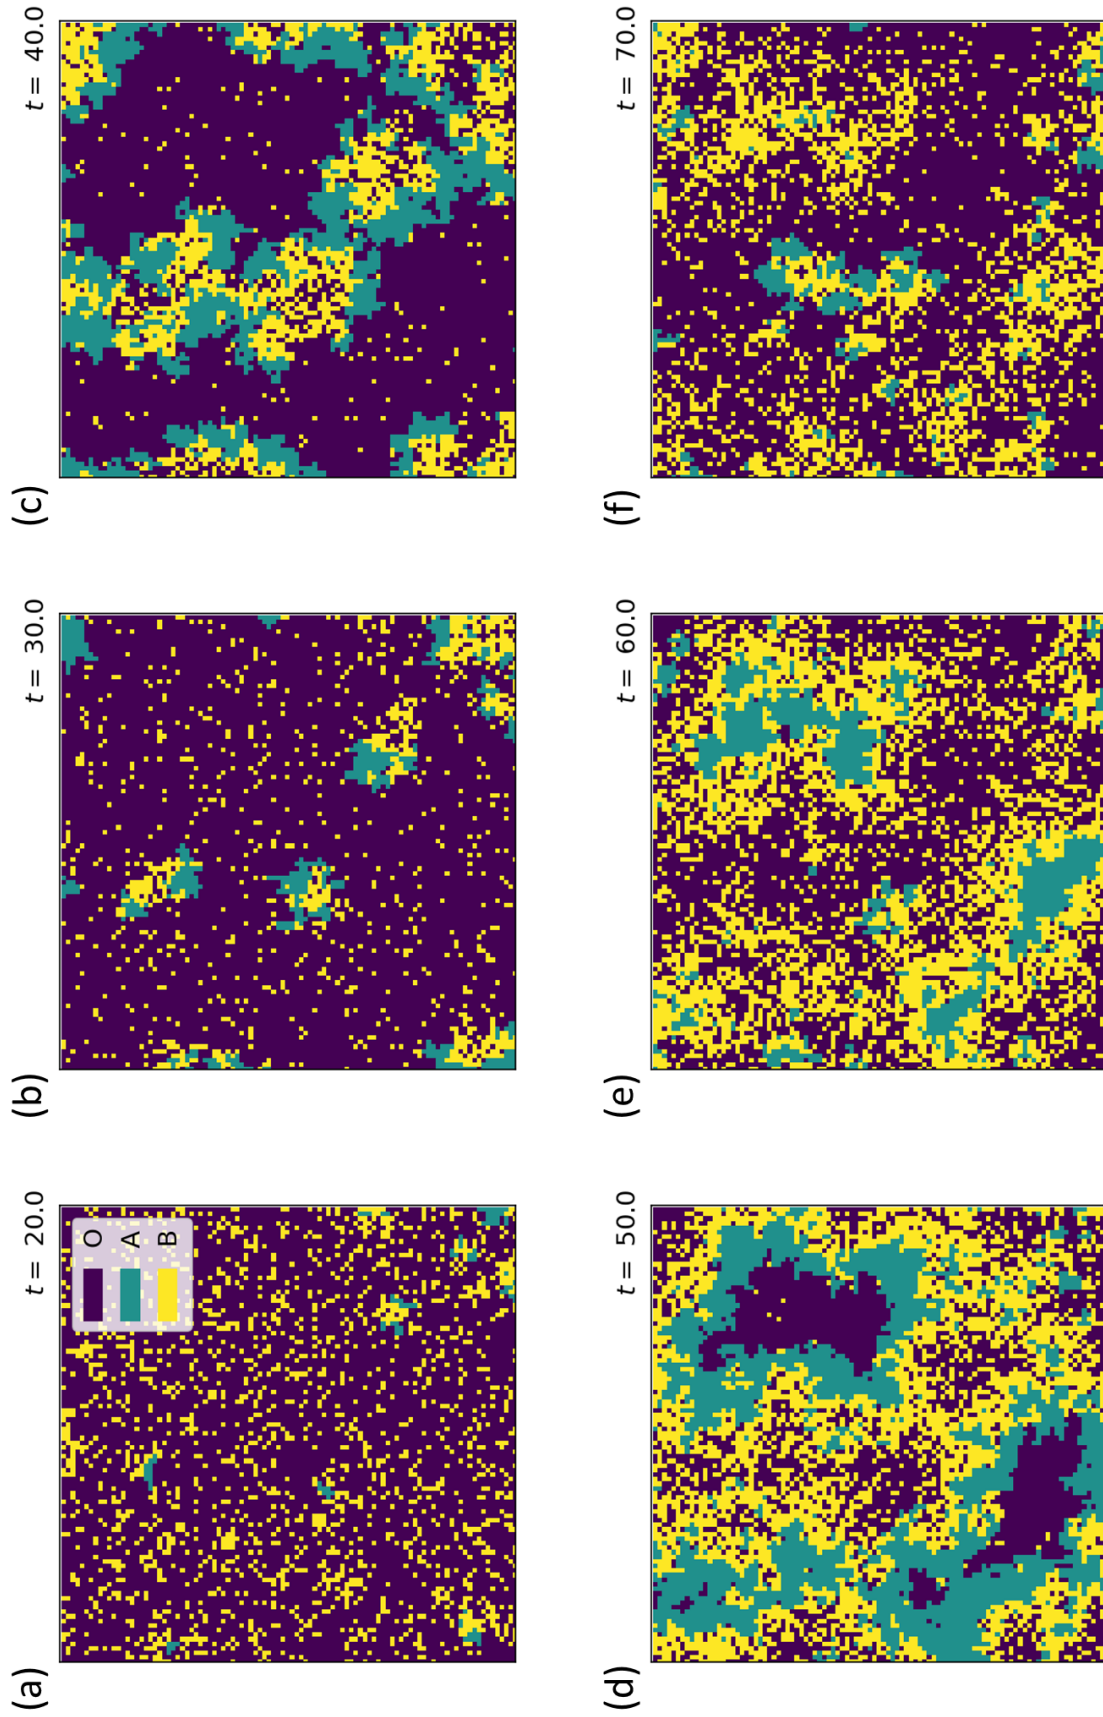 (a)
t = 20.0
O
A
B
(b)
t = 30.0
(c)
t = 40.0
(d)
t = 50.0
(e)
t = 60.0
(f)
t = 70.0